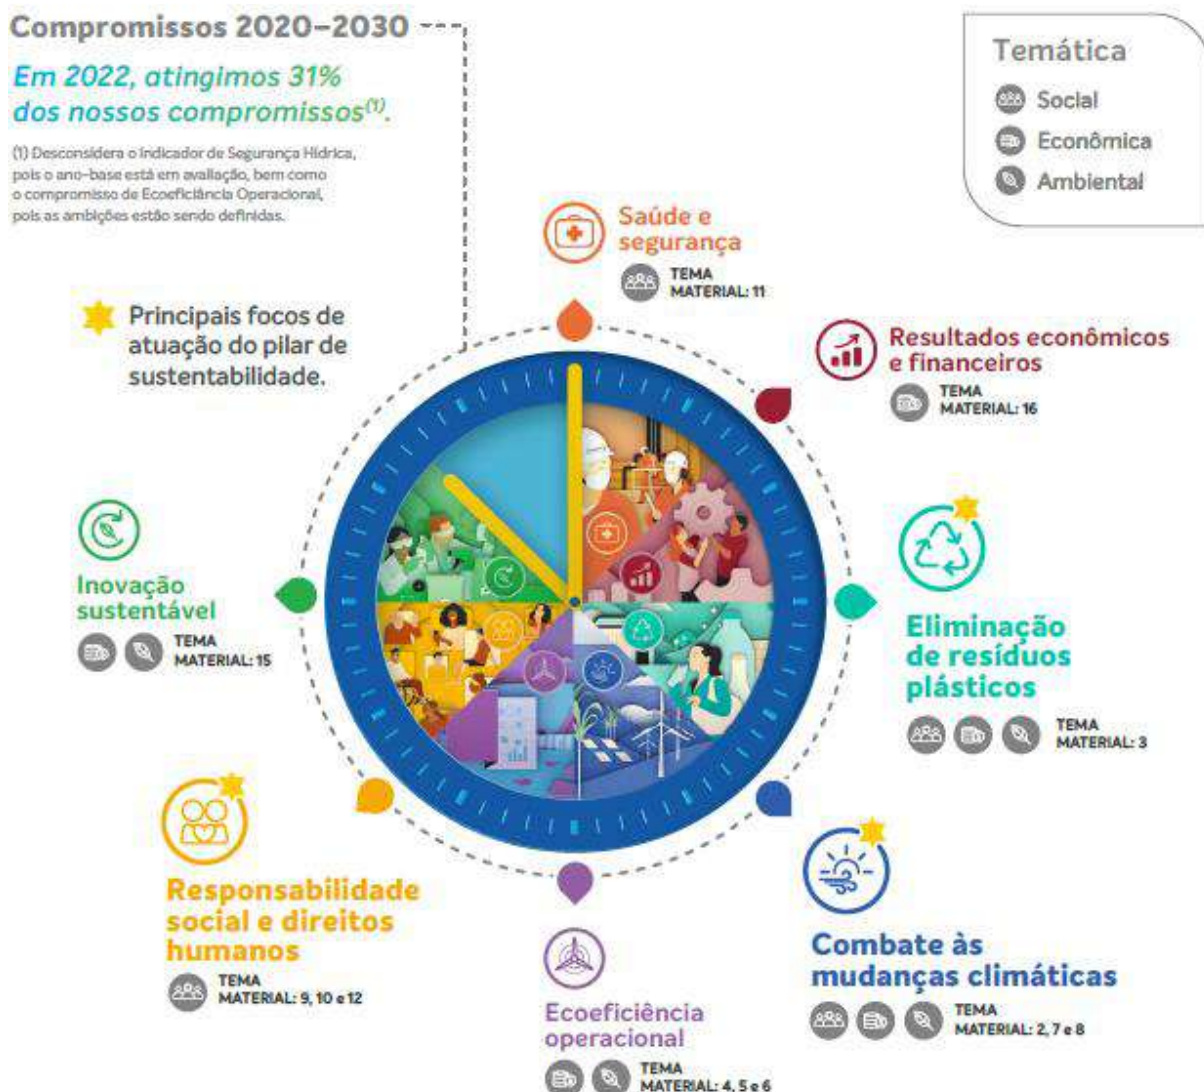 Compromissos 2020–2030
Em 2022, atingimos 31%
dos nossos compromissos(1).
(1) Desconsidera o Indicador de Segurança Hídrica,
pois o ano-base está em avaliação, bem como
o compromisso de Ecoeficiência Operacional,
pois as ambições estão sendo definidas.
Temática
Social
Econômica
Ambiental
Principais focos de
atuação do pilar de
sustentabilidade.
Saúde e
segurança
TEMA
MATERIAL: 11
Resultados econômicos
e financeiros
TEMA
MATERIAL: 16
Eliminação
de resíduos
plásticos
TEMA
MATERIAL: 3
Combate às
mudanças climáticas
TEMA
MATERIAL: 2, 7 e 8
Ecoeficiência
operacional
TEMA
MATERIAL: 4, 5 e 6
Responsabilidade
social e direitos
humanos
TEMA
MATERIAL: 9, 10 e 12
Inovação
sustentável
TEMA
MATERIAL: 15